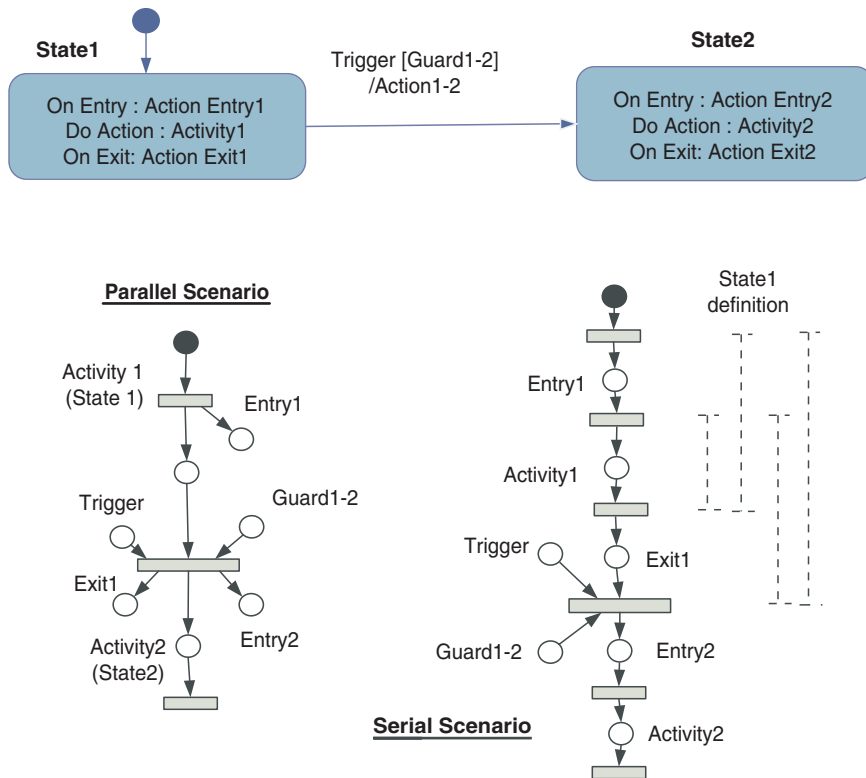 State1
State2
Trigger [Guard1-2]
/Action1-2
On Entry : Action Entry1
Do Action : Activity1
On Exit: Action Exit1
On Entry : Action Entry2
Do Action : Activity2
On Exit: Action Exit2
Parallel Scenario
Activity 1
(State 1)
Entry1
Trigger
Guard1-2
Exit1
Entry2
Activity2
(State2)
State1
definition
Entry1
Activity1
Trigger
Exit1
Guard1-2
Entry2
Activity2
Serial Scenario